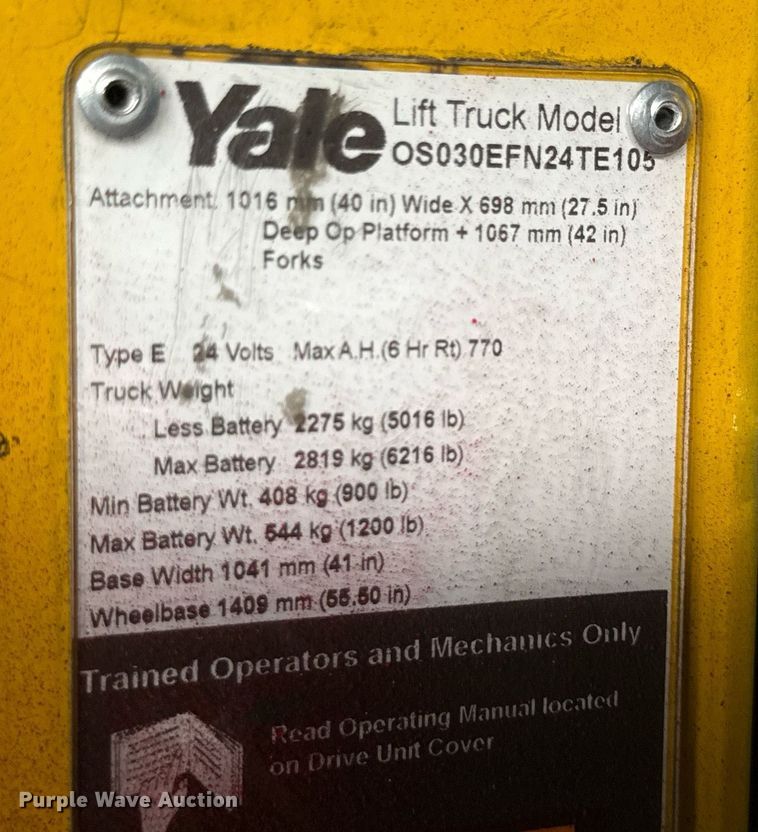 Yale
Lift Truck Model
OS030EFN24TE105
Attachment: 1016 mm (40 in) Wide X 698 mm (27.5 in)
Deep Op Platform + 1067 mm (42 in)
Forks
Type E 24 Volts Max A.H.(6 Hr Rt) 770
Truck Weight
Less Battery 2275 kg (5016 lb)
Max Battery 2819 kg (6216 lb)
Min Battery Wt. 408 kg (900 lb)
Max Battery Wt. 544 kg (1200 lb)
Base Width 1041 mm (41 in)
Wheelbase 1409 mm (55.50 in)
Trained Operators and Mechanics Only
Read Operating Manual located
on Drive Unit Cover
Purple Wave Auction